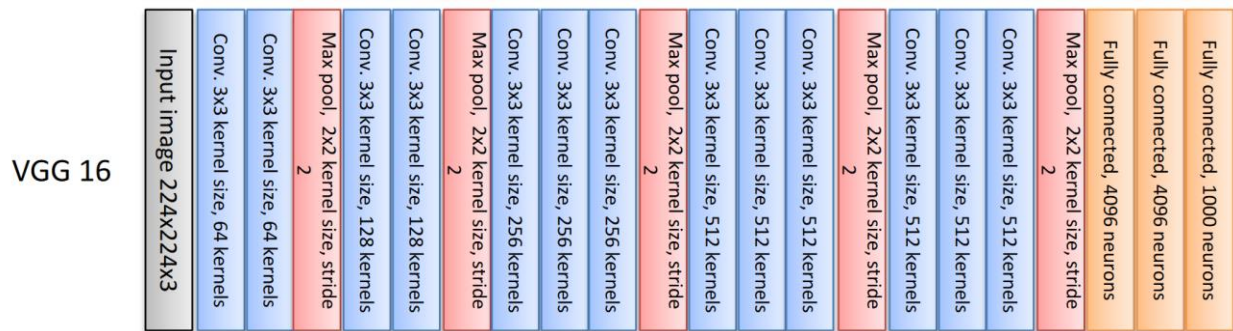 VGG 16
Input image 224x224x3
Conv. 3x3 kernel size, 64 kernels
Conv. 3x3 kernel size, 64 kernels
Max pool, 2x2 kernel size, stride
2
Conv. 3x3 kernel size, 128 kernels
Conv. 3x3 kernel size, 128 kernels
Max pool, 2x2 kernel size, stride
2
Conv. 3x3 kernel size, 256 kernels
Conv. 3x3 kernel size, 256 kernels
Conv. 3x3 kernel size, 256 kernels
Max pool, 2x2 kernel size, stride
2
Conv. 3x3 kernel size, 512 kernels
Conv. 3x3 kernel size, 512 kernels
Conv. 3x3 kernel size, 512 kernels
Max pool, 2x2 kernel size, stride
2
Conv. 3x3 kernel size, 512 kernels
Conv. 3x3 kernel size, 512 kernels
Conv. 3x3 kernel size, 512 kernels
Max pool, 2x2 kernel size, stride
2
Fully connected, 4096 neurons
Fully connected, 4096 neurons
Fully connected, 1000 neurons